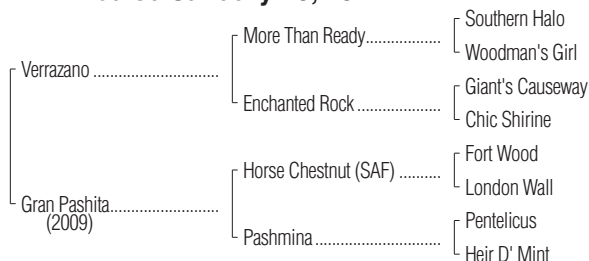 Southern Halo
More Than Ready....................
Woodman's Girl
Verrazano ................................
Giant's Causeway
Enchanted Rock .....................
Chic Shirine
Fort Wood
Horse Chestnut (SAF) ..........
London Wall
Gran Pashita............................
(2009)
Pentelicus
Pashmina ................................
Heir D' Mint